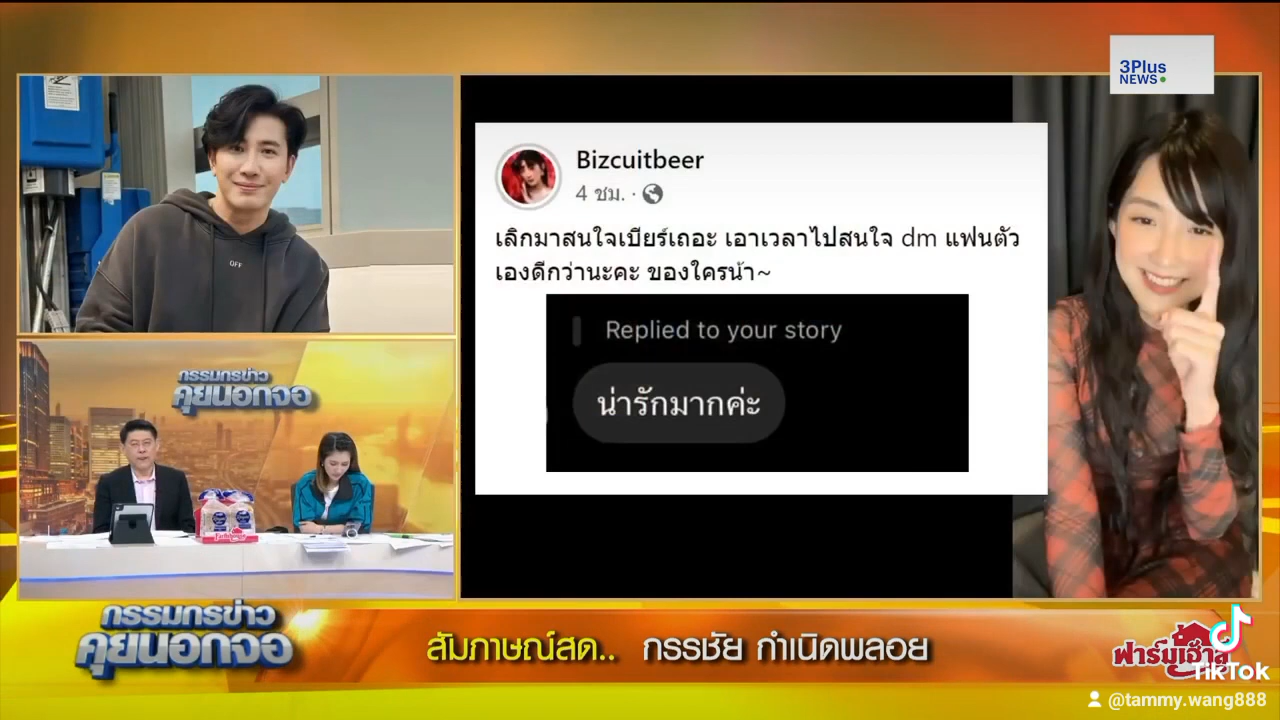 3Plus
NEWS
Bizcuitbeer
4 ชม. ·
เลิกมาสนใจเบียร์เถอะ เอาเวลาไปสนใจ dm แฟนตัว
เองดีกว่านะคะ ของใครน้า~
Replied to your story
น่ารักมากค่ะ
OFF
กรรมกรข่าว
คุยนอกจอ
กรรมกรข่าว
คุยนอกจอ
สัมภาษณ์สด.. กรรชัย กำเนิดพลอย
ฟาร์มเฮ้าส์
TikTok
@tammy.wang888